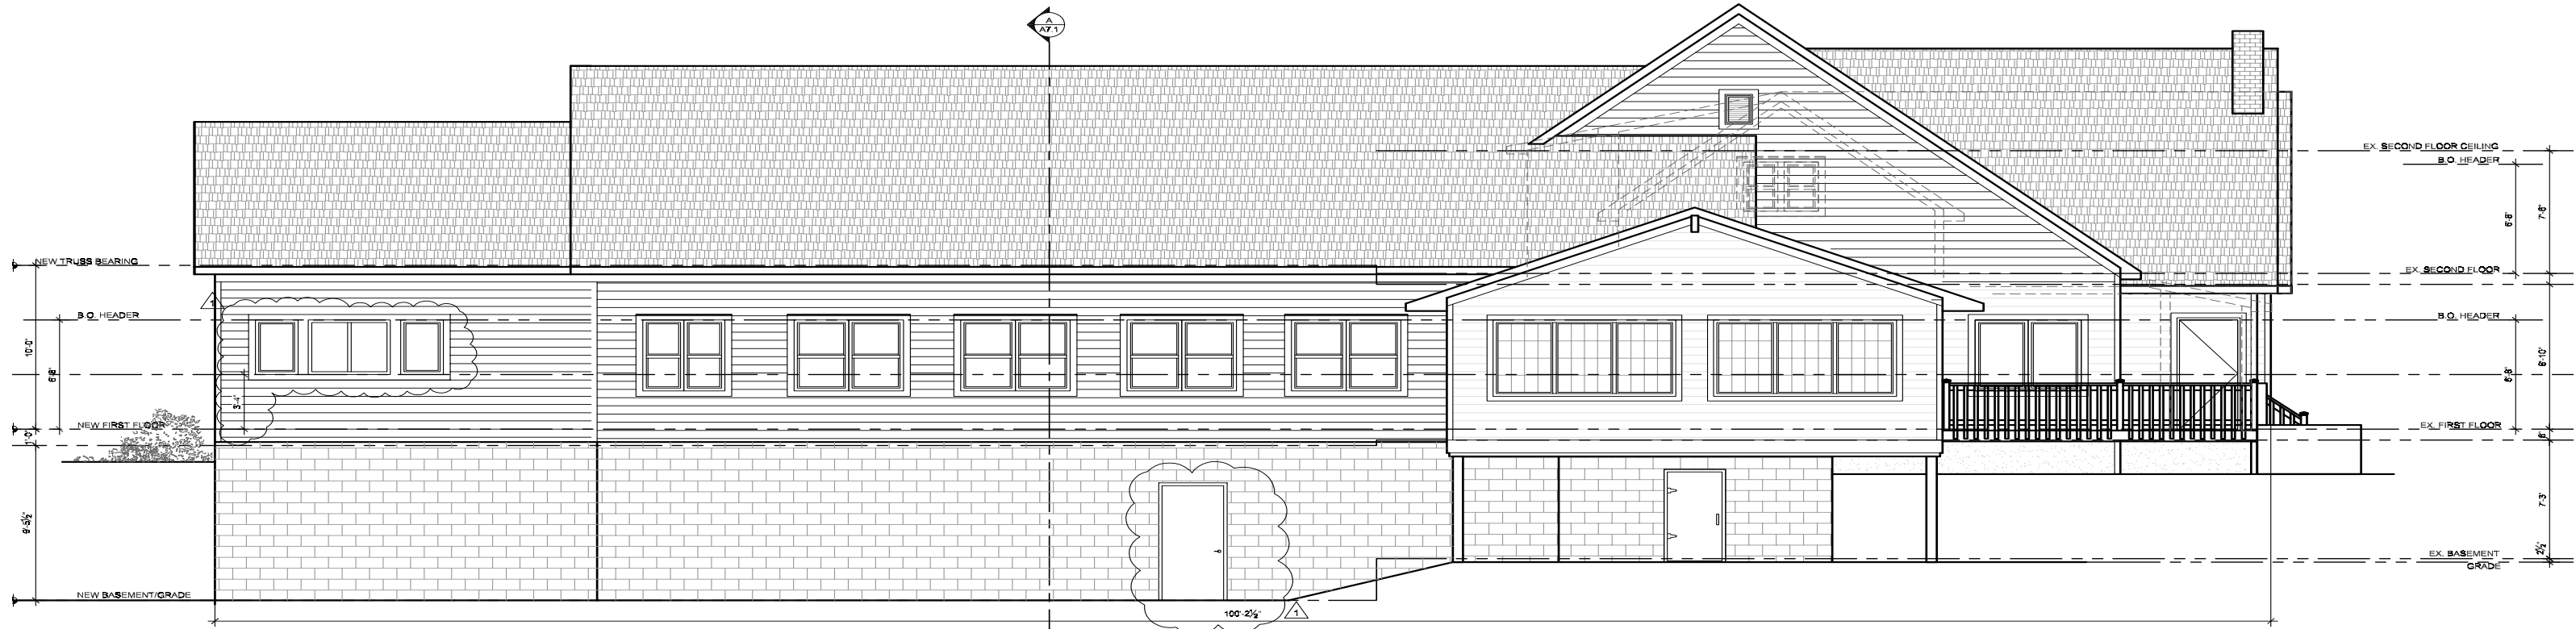 A
A7.1
EX. SECOND FLOOR CEILING
B.O. HEADER
7'-8"
6'-8"
NEW TRUSS BEARING
EX. SECOND FLOOR
1
B.O. HEADER
B.O. HEADER
10'-0"
6'-8"
3'-4"
6'-8"
6'-10"
NEW FIRST FLOOR
EX. FIRST FLOOR
1'-0"
8"
9'-5½"
7'-3"
EX. BASEMENT
2½"
GRADE
NEW BASEMENT/GRADE
100'-2½"
1